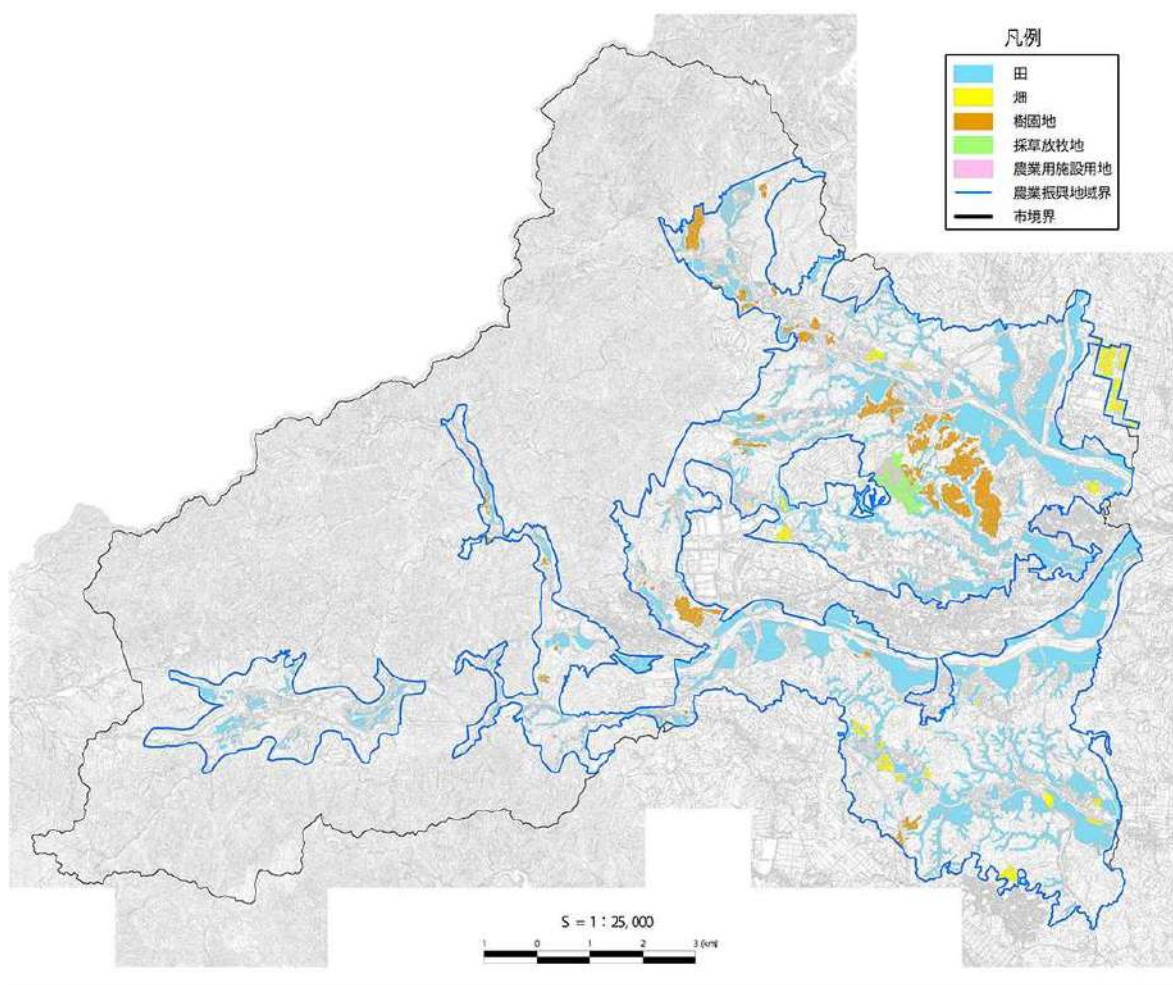 凡例
田
畑
樹園地
採草放牧地
農業用施設用地
農業振興地域界
市境界
S = 1 : 25,000
1 0 1 2 3 (km)